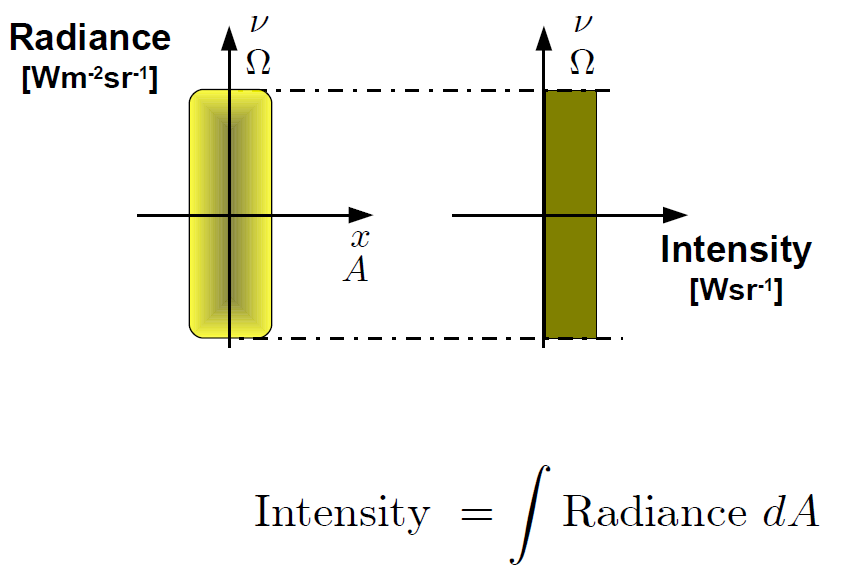 Radiance
[Wm⁻²sr⁻¹]
ν
Ω
x
A
ν
Ω
Intensity
[Wsr⁻¹]
Intensity = ∫ Radiance dA